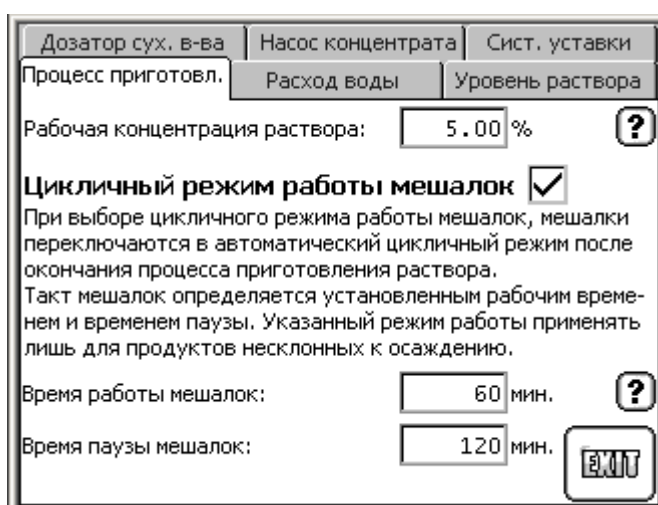 Дозатор сух. в-ва Насос концентрата Сист. уставки
Процесс приготовл. Расход воды Уровень раствора
Рабочая концентрация раствора: 5.00 % ?
Цикличный режим работы мешалок
При выборе цикличного режима работы мешалок, мешалки
переключаются в автоматический цикличный режим после
окончания процесса приготовления раствора.
Такт мешалок определяется установленным рабочим време-
нем и временем паузы. Указанный режим работы применять
лишь для продуктов несклонных к осаждению.
Время работы мешалок: 60 мин. ?
Время паузы мешалок: 120 мин.
EXIT